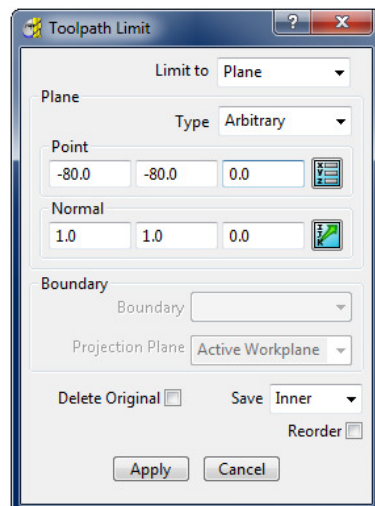 Toolpath Limit
Limit to Plane
Plane
Type Arbitrary
Point
-80.0 -80.0 0.0
Normal
1.0 1.0 0.0
Boundary
Boundary
Projection Plane Active Workplane
Delete Original Save Inner
Reorder
Apply Cancel